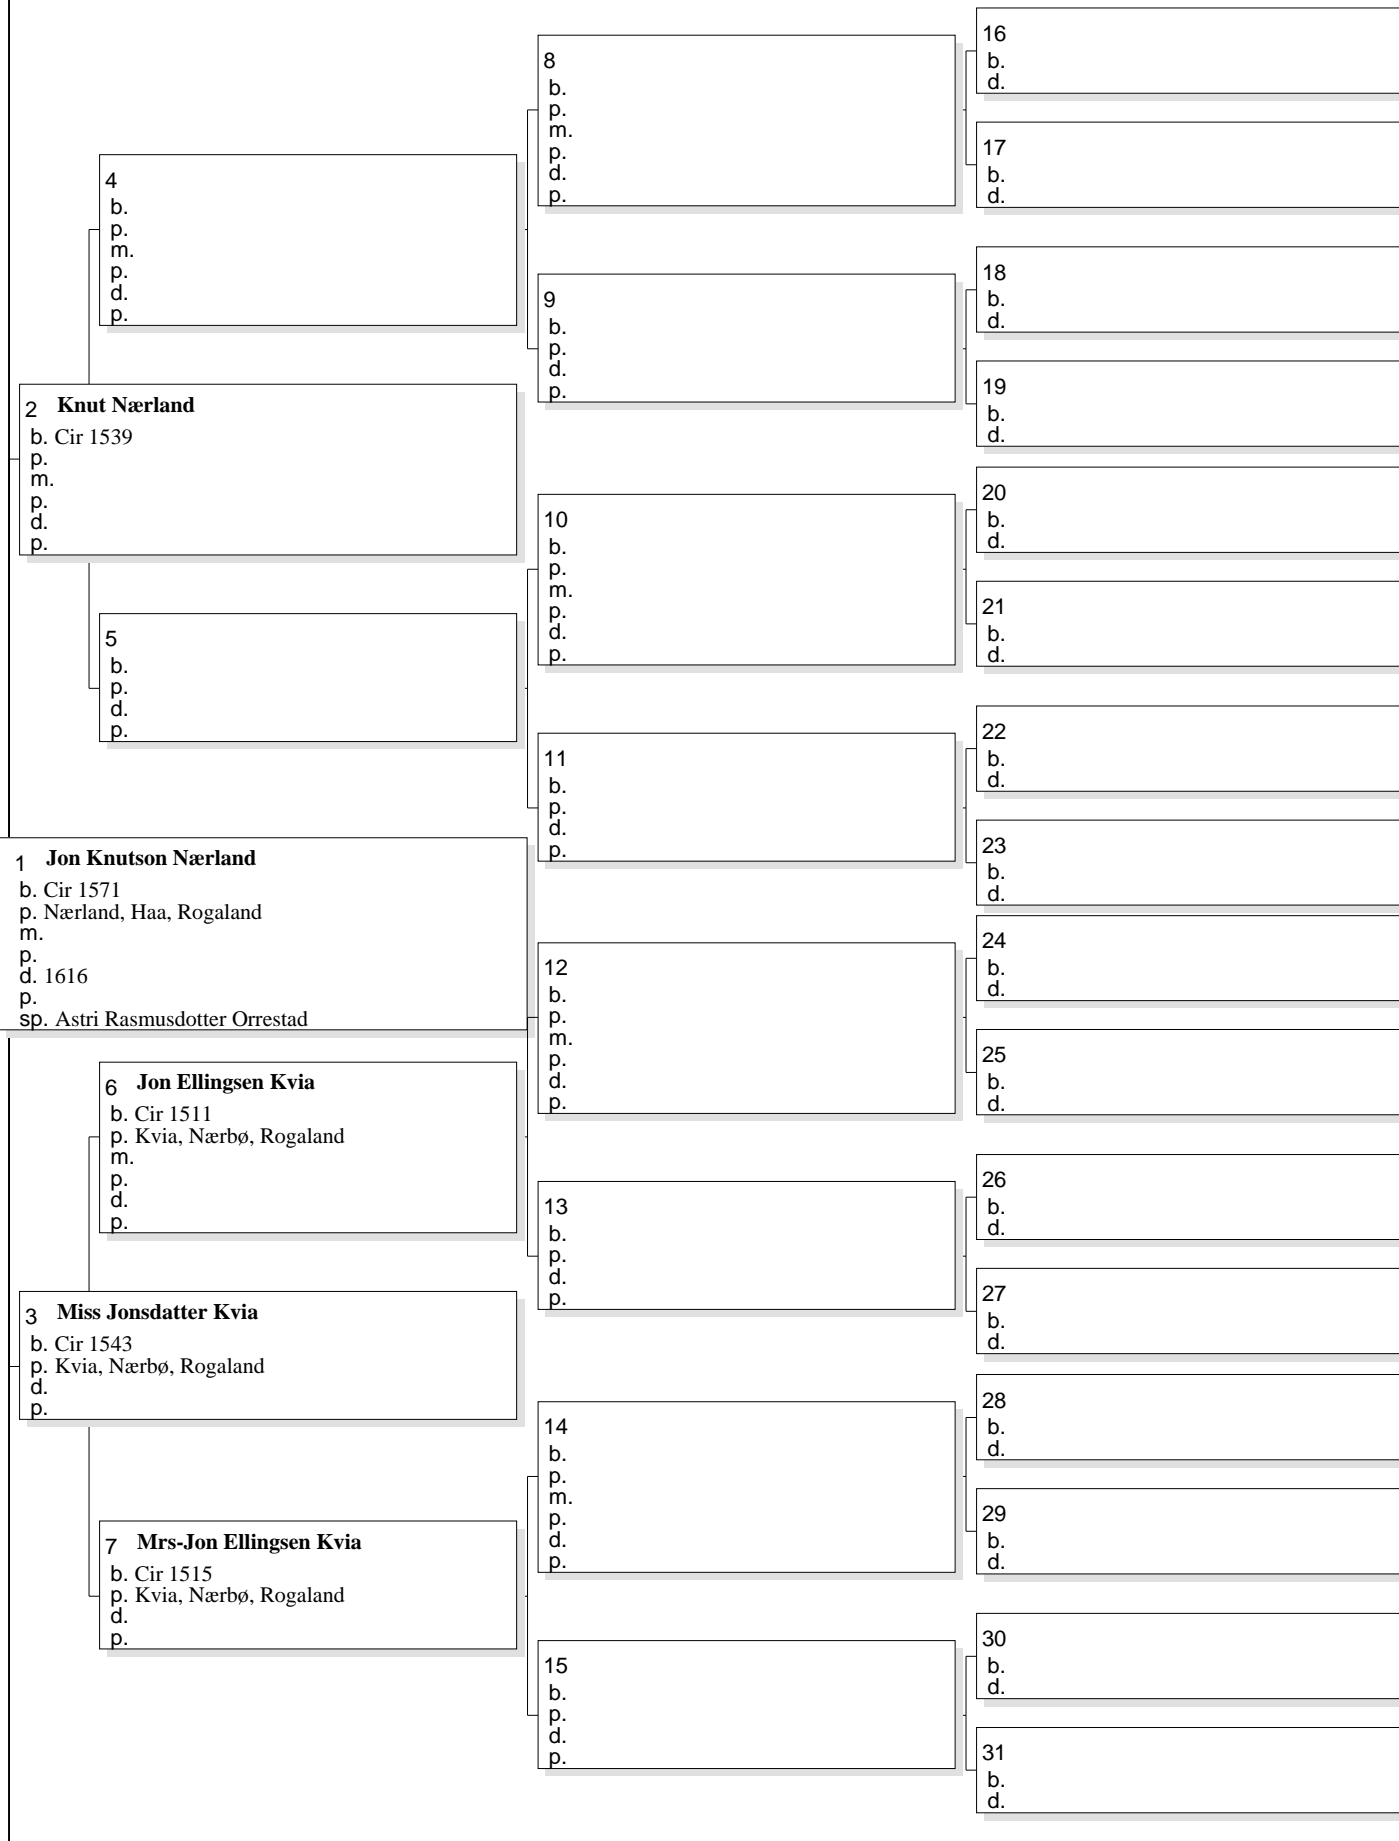 16
b.
d.
8
b.
p.
m.
p.
d.
p.
17
b.
d.
4
b.
p.
m.
p.
d.
p.
18
b.
d.
9
b.
p.
d.
p.
19
b.
d.
2 Knut Nærland
b. Cir 1539
p.
m.
p.
d.
p.
20
b.
d.
10
b.
p.
m.
p.
d.
p.
21
b.
d.
5
b.
p.
d.
p.
22
b.
d.
11
b.
p.
d.
p.
23
b.
d.
1 Jon Knutson Nærland
b. Cir 1571
p. Nærland, Haa, Rogaland
m.
p.
d. 1616
p.
sp. Astri Rasmusdotter Orrestad
24
b.
d.
12
b.
p.
m.
p.
d.
p.
25
b.
d.
6 Jon Ellingsen Kvia
b. Cir 1511
p. Kvia, Nærbø, Rogaland
m.
p.
d.
p.
26
b.
d.
13
b.
p.
d.
p.
27
b.
d.
3 Miss Jonsdatter Kvia
b. Cir 1543
p. Kvia, Nærbø, Rogaland
d.
p.
28
b.
d.
14
b.
p.
m.
p.
d.
p.
29
b.
d.
7 Mrs-Jon Ellingsen Kvia
b. Cir 1515
p. Kvia, Nærbø, Rogaland
d.
p.
30
b.
d.
15
b.
p.
d.
p.
31
b.
d.